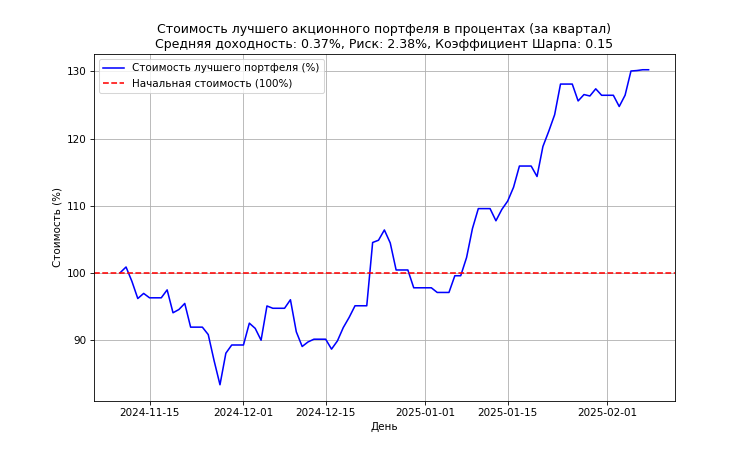 Стоимость лучшего акционного портфеля в процентах (за квартал)
Средняя доходность: 0.37%, Риск: 2.38%, Коэффициент Шарпа: 0.15
Стоимость лучшего портфеля (%)
Начальная стоимость (100%)
Стоимость (%)
130
120
110
100
90
2024-11-15 2024-12-01 2024-12-15 2025-01-01 2025-01-15 2025-02-01
День